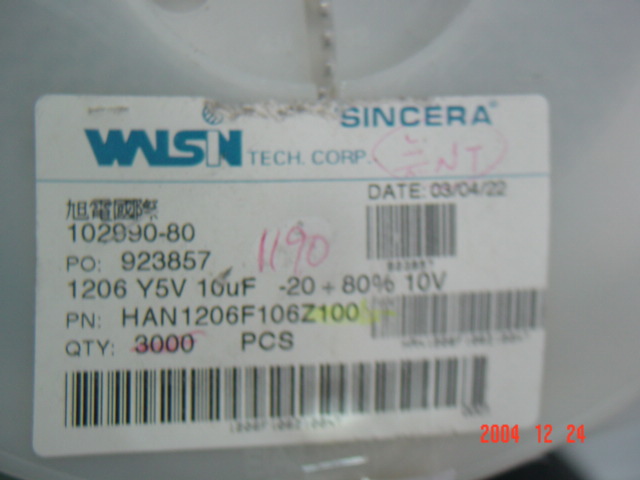 SINCERA
WALSIN TECH. CORP.
NT
DATE: 03/04/22
旭電國際
102990-80
1190
PO: 923857
1206 Y5V 10uF -20 + 80% 10V
PN: HAN1206F106Z100
QTY: 3000 PCS
2004 12 24